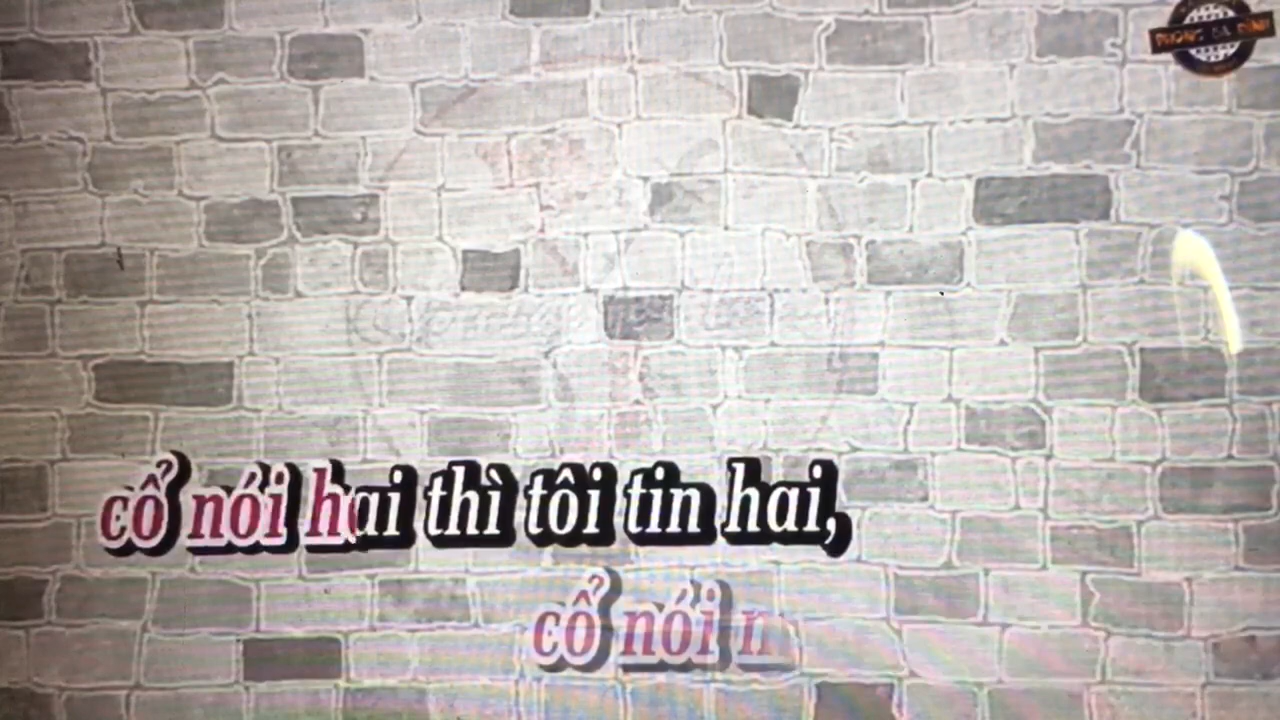 cổ nói hai thì tôi tin hai,
cổ nói